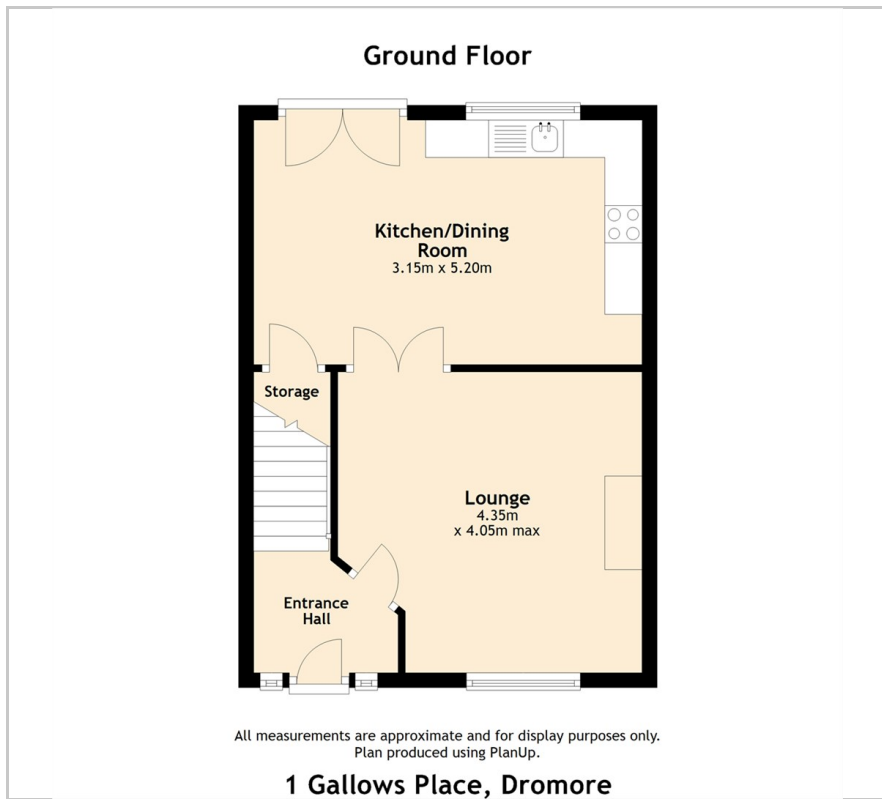 Ground Floor
Kitchen/Dining
Room
3.15m x 5.20m
Storage
Lounge
4.35m
x 4.05m max
Entrance
Hall
All measurements are approximate and for display purposes only.
Plan produced using PlanUp.
1 Gallows Place, Dromore